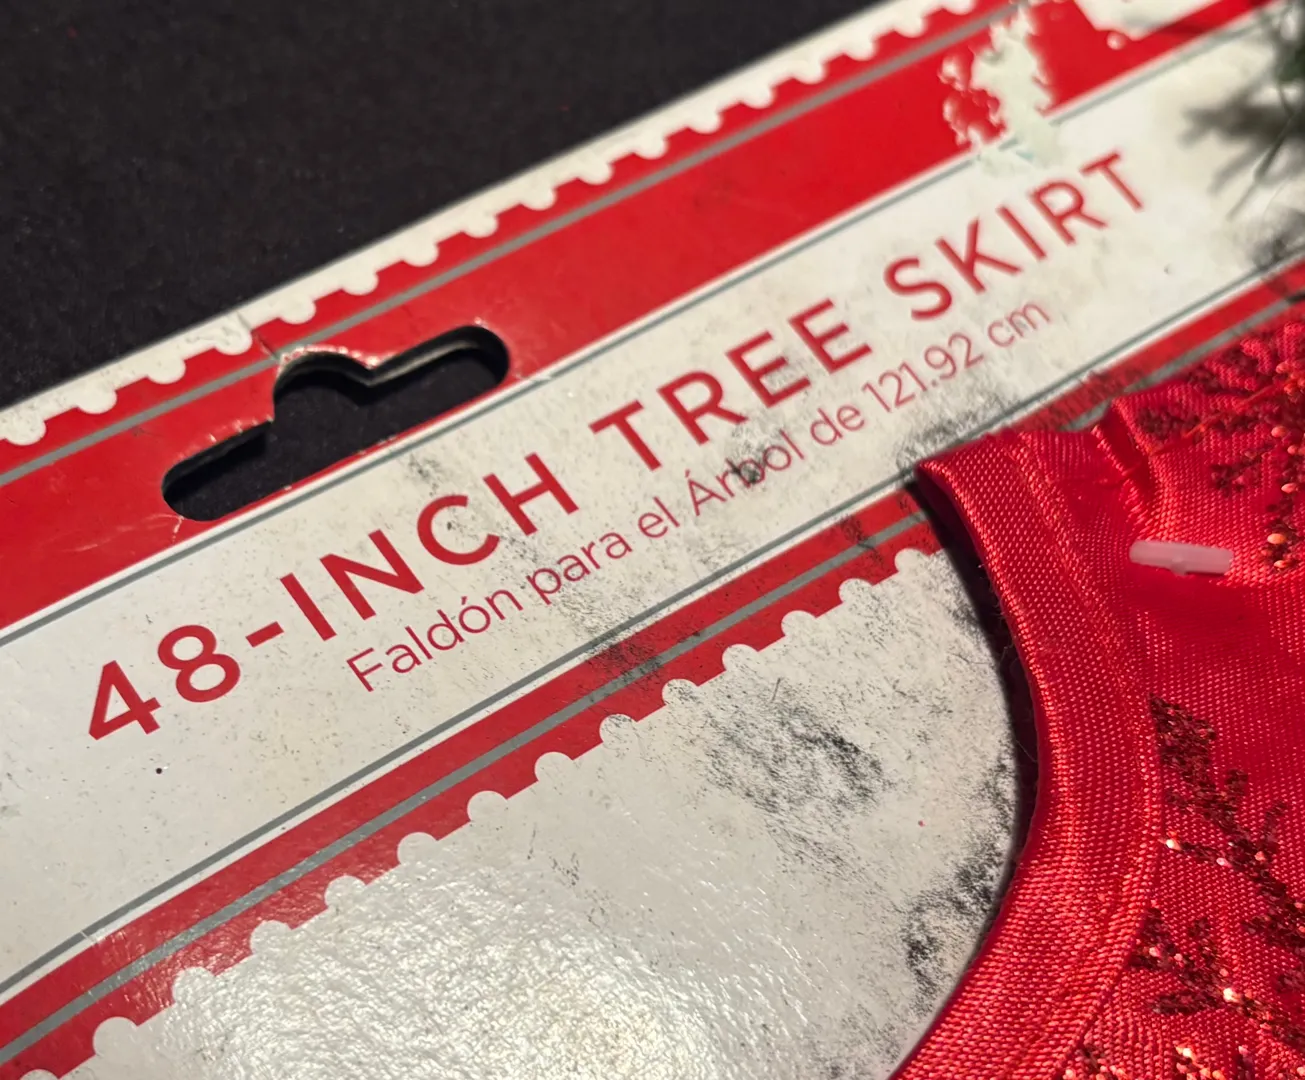 48-INCH TREE SKIRT
Faldón para el Árbol de 121.92 cm